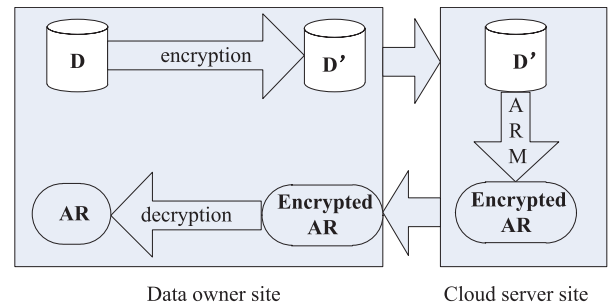 D
encryption
D'
D'
A
R
M
AR
decryption
Encrypted
AR
Encrypted
AR
Data owner site
Cloud server site